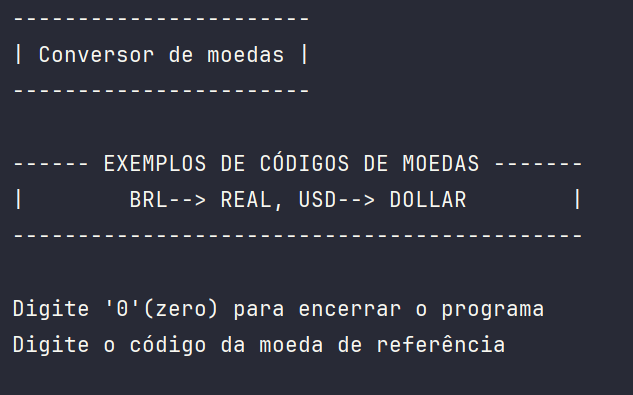 -----------------------
| Conversor de moedas |
-----------------------
------ EXEMPLOS DE CÓDIGOS DE MOEDAS -------
|        BRL--> REAL, USD--> DOLLAR        |
--------------------------------------------
Digite '0'(zero) para encerrar o programa
Digite o código da moeda de referência